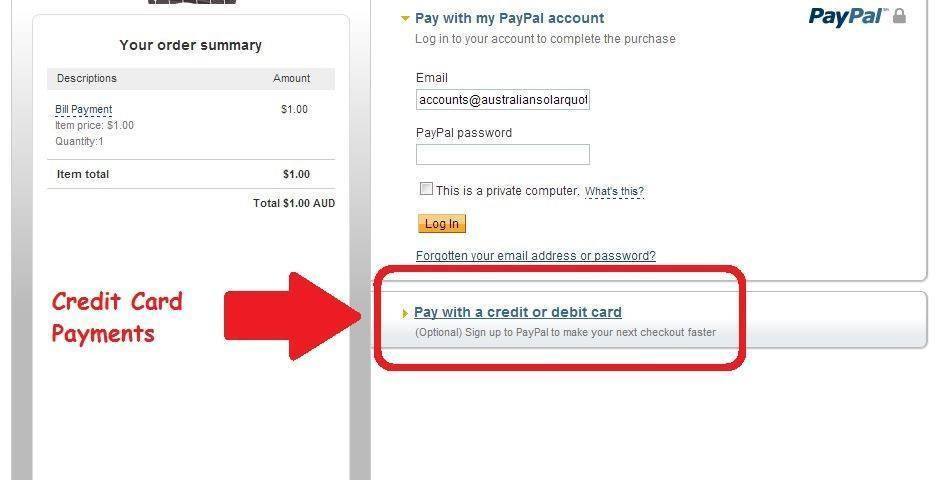 Your order summary
Descriptions Amount
Bill Payment $1.00
Item price: $1.00
Quantity:1
Item total $1.00
Total $1.00 AUD
Credit Card
Payments
Pay with my PayPal account
PayPal™
Log in to your account to complete the purchase
Email
accounts@australiansolarquot
PayPal password
This is a private computer. What's this?
Log In
Forgotten your email address or password?
Pay with a credit or debit card
(Optional) Sign up to PayPal to make your next checkout faster